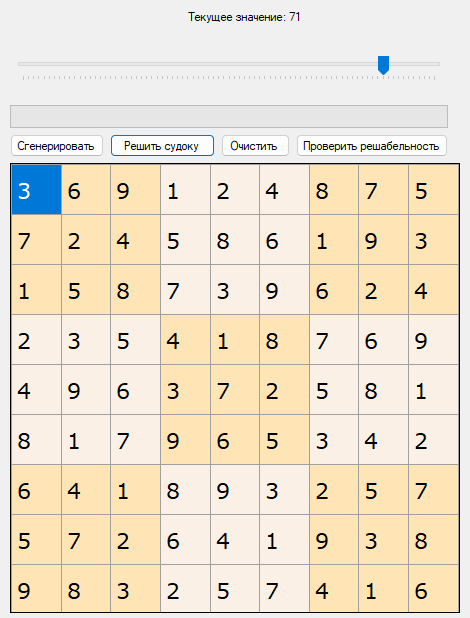 Текущее значение: 71
Сгенерировать Решить судоку Очистить Проверить решабельность
3 6 9 1 2 4 8 7 5
7 2 4 5 8 6 1 9 3
1 5 8 7 3 9 6 2 4
2 3 5 4 1 8 7 6 9
4 9 6 3 7 2 5 8 1
8 1 7 9 6 5 3 4 2
6 4 1 8 9 3 2 5 7
5 7 2 6 4 1 9 3 8
9 8 3 2 5 7 4 1 6